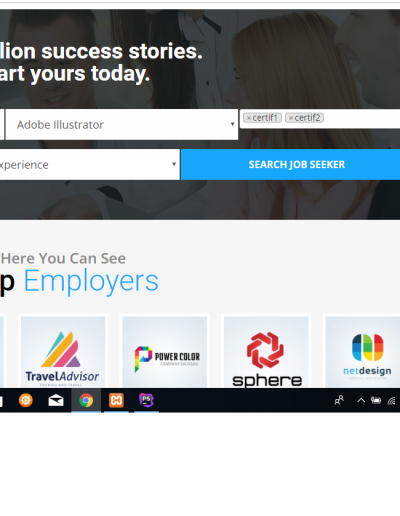 lion success stories.
art yours today.
Adobe Illustrator
× certif1 × certif2
xperience
SEARCH JOB SEEKER
Here You Can See
p Employers
TravelAdvisor
POWER COLOR
sphere
netdesign
PS